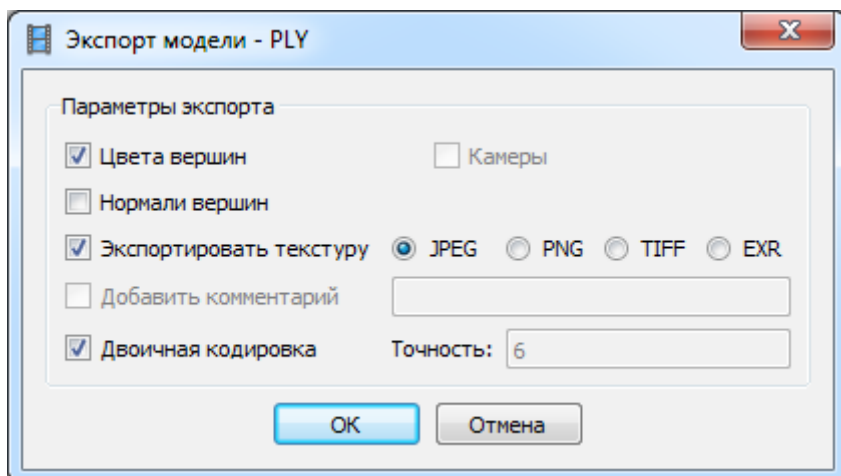 Экспорт модели - PLY
Параметры экспорта
Цвета вершин Камеры
Нормали вершин
Экспортировать текстуру JPEG PNG TIFF EXR
Добавить комментарий
Двоичная кодировка Точность: 6
OK Отмена